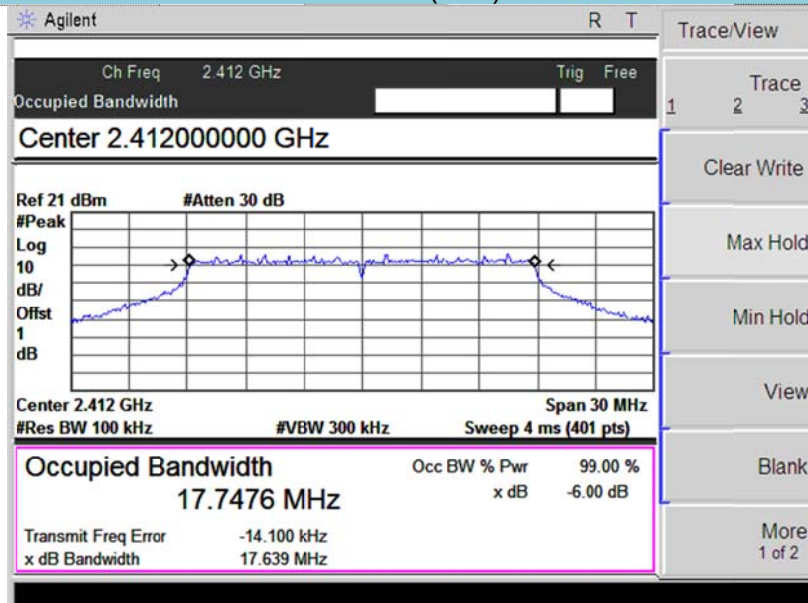 Agilent R T
Trace/View
Ch Freq 2.412 GHz Trig Free
Occupied Bandwidth
Center 2.412000000 GHz
Trace
1 2 3
Clear Write
Max Hold
Min Hold
View
Blank
More
1 of 2
Ref 21 dBm #Atten 30 dB
#Peak
Log
10
dB/
Offst
1
dB
Center 2.412 GHz Span 30 MHz
#Res BW 100 kHz #VBW 300 kHz Sweep 4 ms (401 pts)
Occupied Bandwidth Occ BW % Pwr 99.00 %
17.7476 MHz x dB -6.00 dB
Transmit Freq Error -14.100 kHz
x dB Bandwidth 17.639 MHz